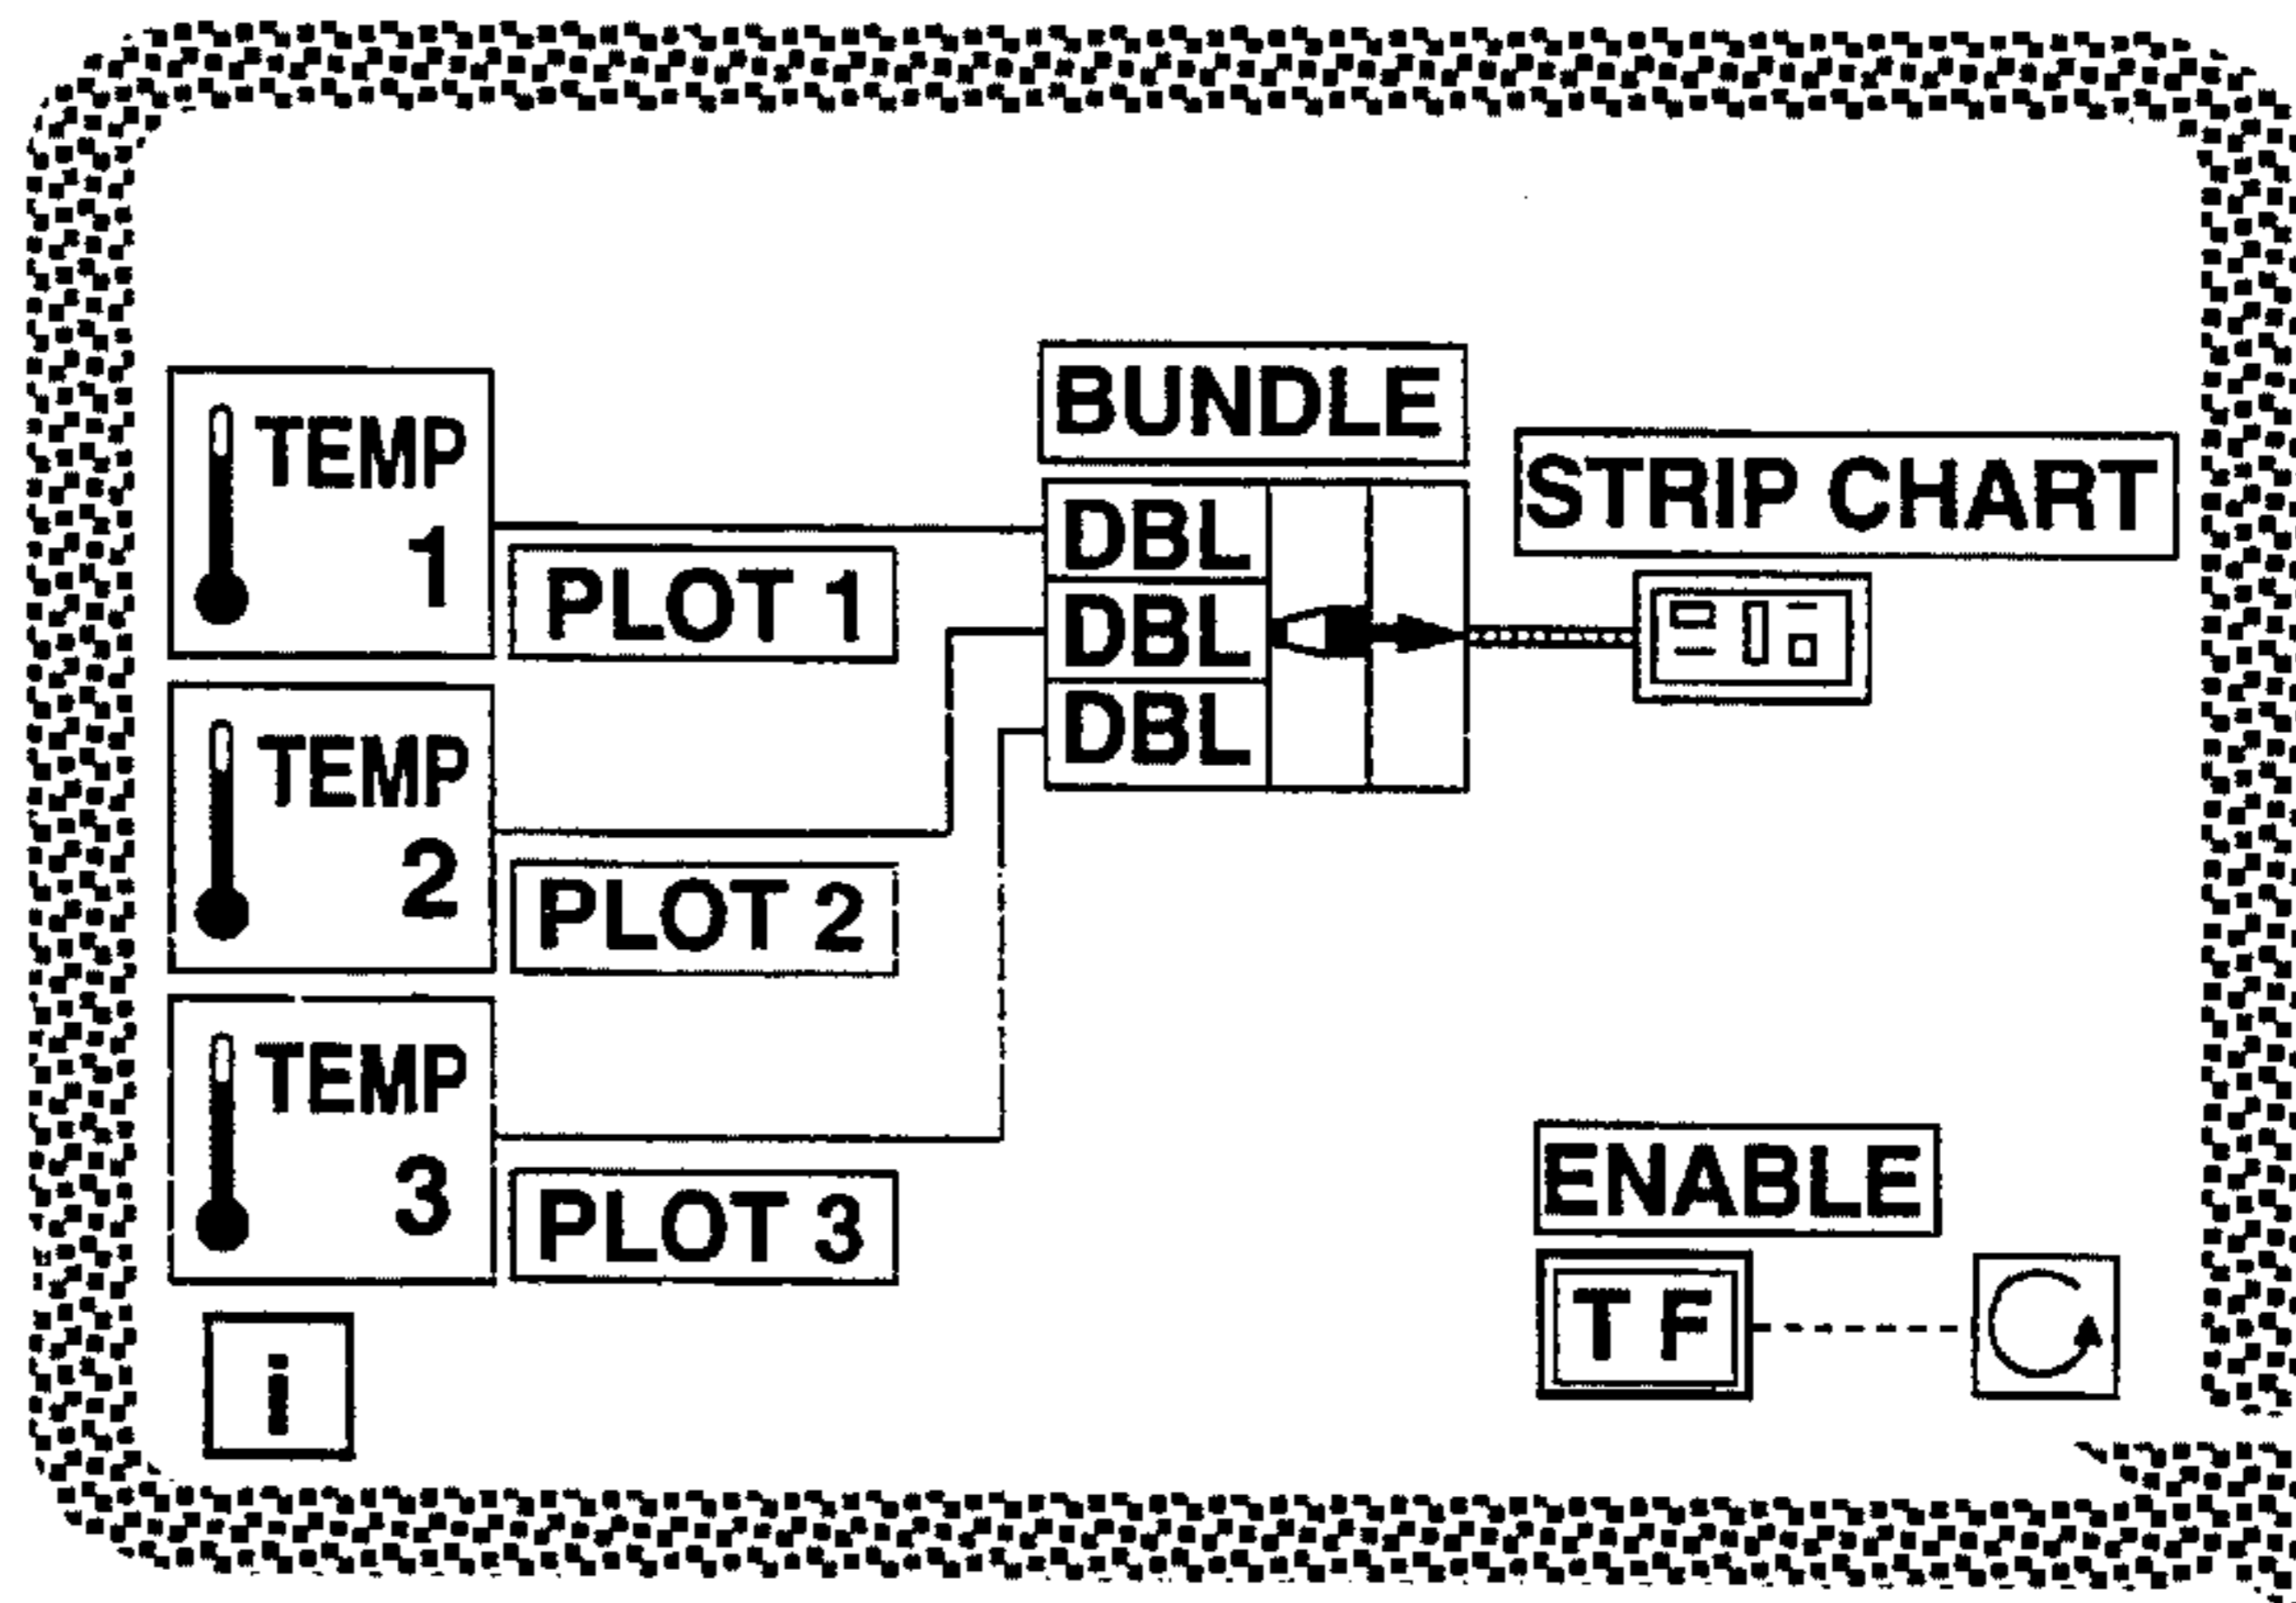 TEMP
1
PLOT 1
TEMP
2
PLOT 2
TEMP
3
PLOT 3
i
BUNDLE
DBL
DBL
DBL
STRIP CHART
ENABLE
T F